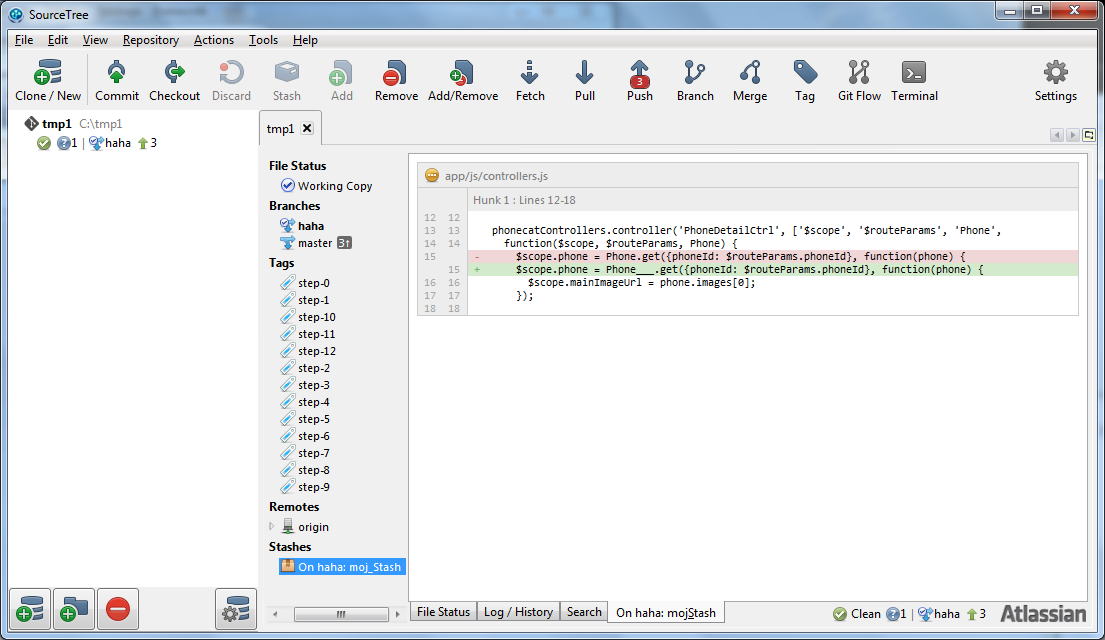 SourceTree
File Edit View Repository Actions Tools Help
Clone / New Commit Checkout Discard Stash Add Remove Add/Remove Fetch Pull 3 Push Branch Merge Tag Git Flow Terminal Settings
tmp1 C:\tmp1
?1 | haha 3
tmp1
File Status
Working Copy
Branches
haha
master 3↑
Tags
step-0
step-1
step-10
step-11
step-12
step-2
step-3
step-4
step-5
step-6
step-7
step-8
step-9
Remotes
origin
Stashes
On haha: moj_Stash
app/js/controllers.js
Hunk 1 : Lines 12-18
12 12
13 13 phonecatControllers.controller('PhoneDetailCtrl', ['$scope', '$routeParams', 'Phone',
14 14 function($scope, $routeParams, Phone) {
15 - $scope.phone = Phone.get({phoneId: $routeParams.phoneId}, function(phone) {
15 + $scope.phone = Phone___.get({phoneId: $routeParams.phoneId}, function(phone) {
16 16 $scope.mainImageUrl = phone.images[0];
17 17 });
18 18
File Status Log / History Search On haha: mojStash
Clean ?1 | haha 3 Atlassian